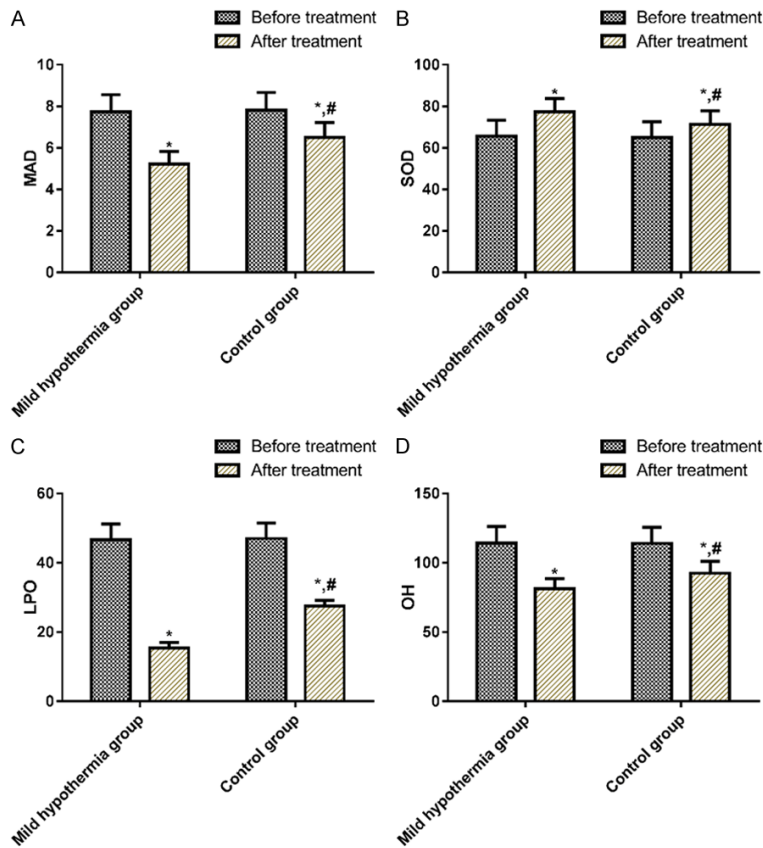 A
Before treatment
After treatment
10
8
6
4
2
0
MAD
*
*,#
Mild hypothermia group
Control group
B
Before treatment
After treatment
100
80
60
40
20
0
SOD
*
*,#
Mild hypothermia group
Control group
C
Before treatment
After treatment
60
40
20
0
LPO
*
*,#
Mild hypothermia group
Control group
D
Before treatment
After treatment
150
100
50
0
OH
*
*,#
Mild hypothermia group
Control group